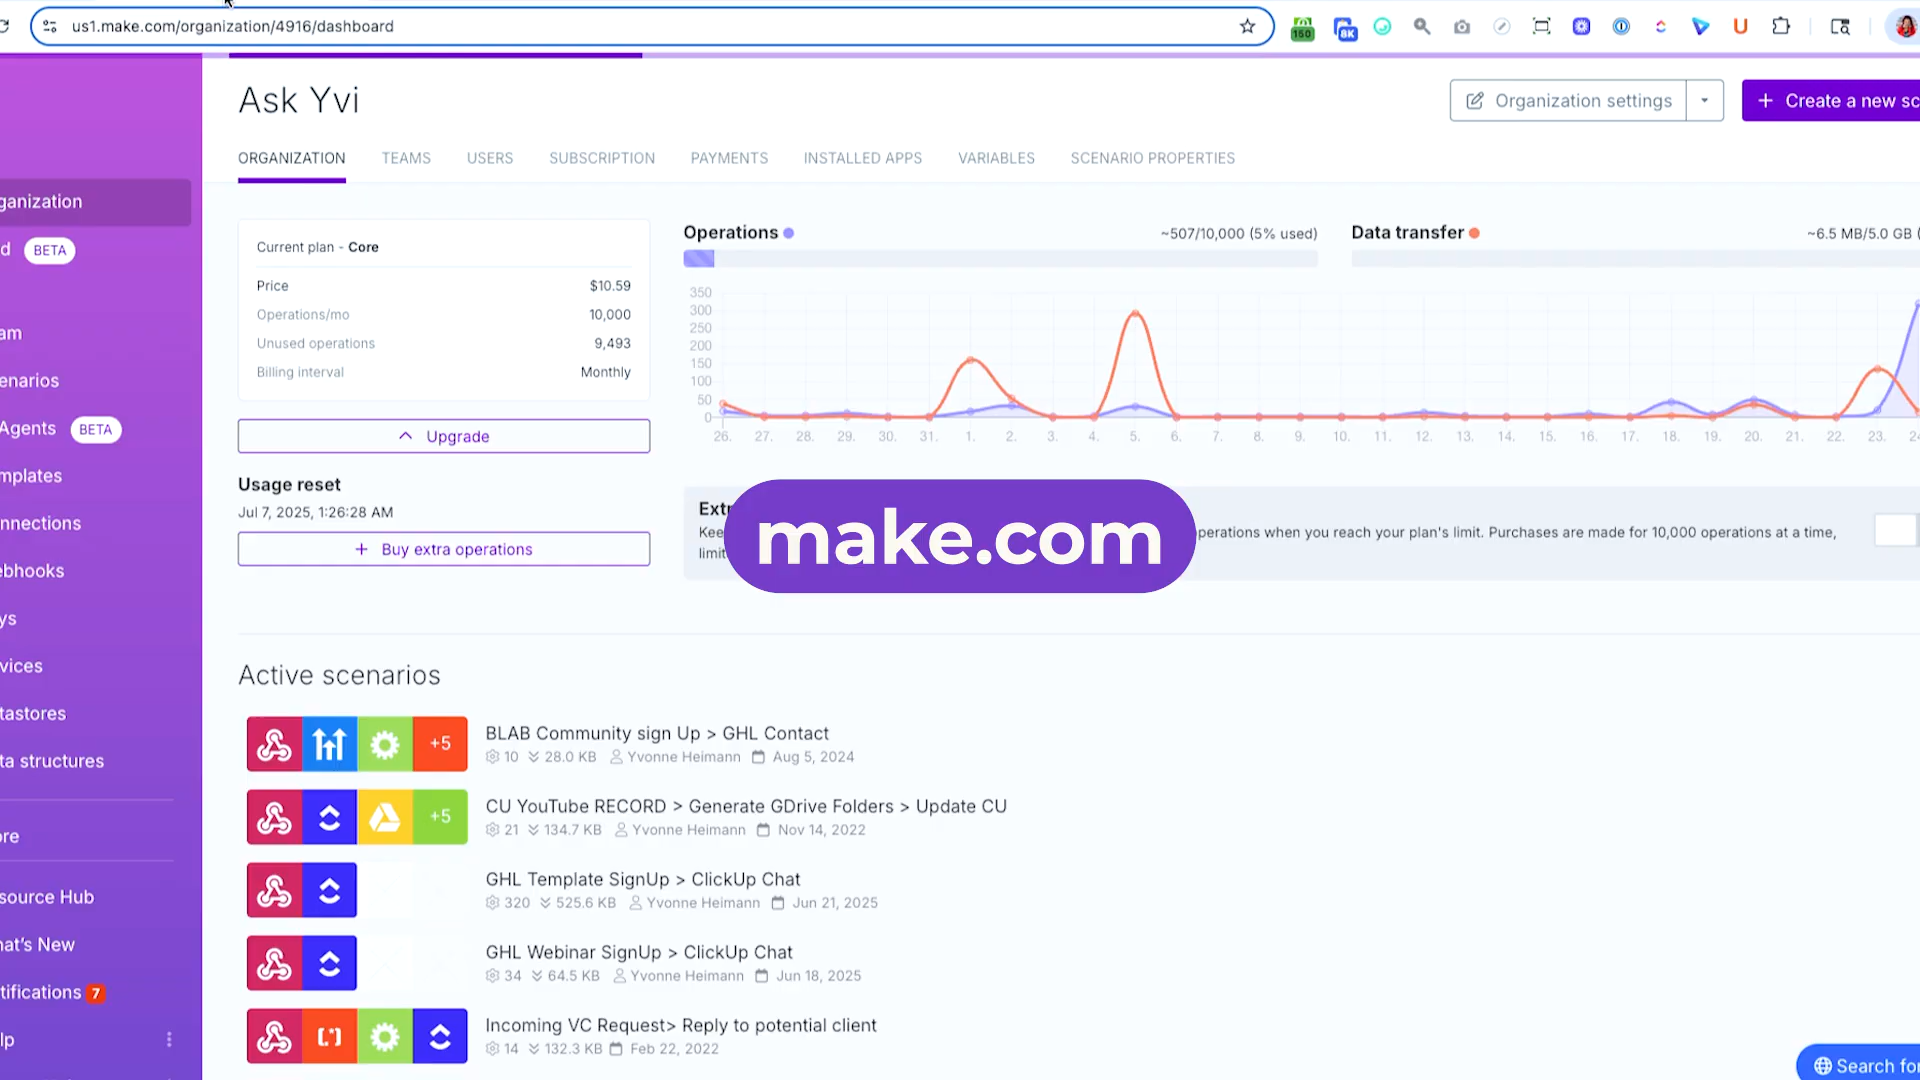 us1.make.com/organization/4916/dashboard
150
8K
Ask Yvi
Organization settings
+ Create a new sc
ORGANIZATION TEAMS USERS SUBSCRIPTION PAYMENTS INSTALLED APPS VARIABLES SCENARIO PROPERTIES
ganization
d BETA
am
enarios
Agents BETA
mplates
nnections
ebhooks
ys
vices
tastores
ta structures
ore
source Hub
hat's New
tifications 7
lp
Current plan - Core
Price $10.59
Operations/mo 10,000
Unused operations 9,493
Billing interval Monthly
Upgrade
Usage reset
Jul 7, 2025, 1:26:28 AM
+ Buy extra operations
Operations ~507/10,000 (5% used)
Data transfer ~6.5 MB/5.0 GB (
350
300
250
200
150
100
50
0
26. 27. 28. 29. 30. 31. 1. 2. 3. 4. 5. 6. 7. 8. 9. 10. 11. 12. 13. 14. 15. 16. 17. 18. 19. 20. 21. 22. 23. 24
Extr
Kee perations when you reach your plan's limit. Purchases are made for 10,000 operations at a time,
limit
make.com
Active scenarios
+5
BLAB Community sign Up > GHL Contact
10 28.0 KB Yvonne Heimann Aug 5, 2024
+5
CU YouTube RECORD > Generate GDrive Folders > Update CU
21 134.7 KB Yvonne Heimann Nov 14, 2022
GHL Template SignUp > ClickUp Chat
320 525.6 KB Yvonne Heimann Jun 21, 2025
GHL Webinar SignUp > ClickUp Chat
34 64.5 KB Yvonne Heimann Jun 18, 2025
Incoming VC Request> Reply to potential client
14 132.3 KB Feb 22, 2022
Search for